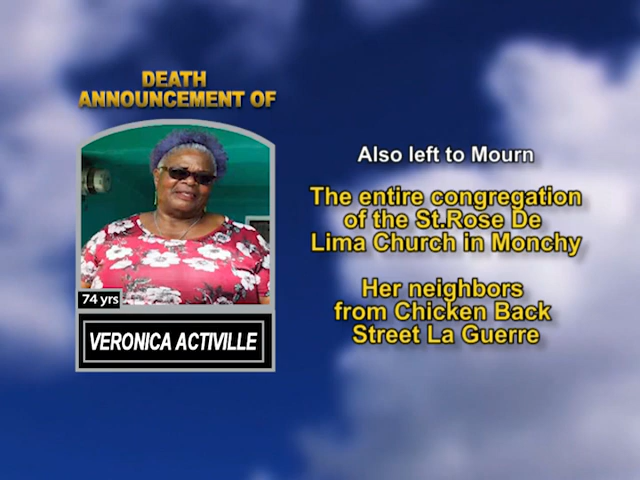 DEATH
ANNOUNCEMENT OF
74 yrs
VERONICA ACTIVILLE
Also left to Mourn
The entire congregation
of the St.Rose De
Lima Church in Monchy
Her neighbors
from Chicken Back
Street La Guerre